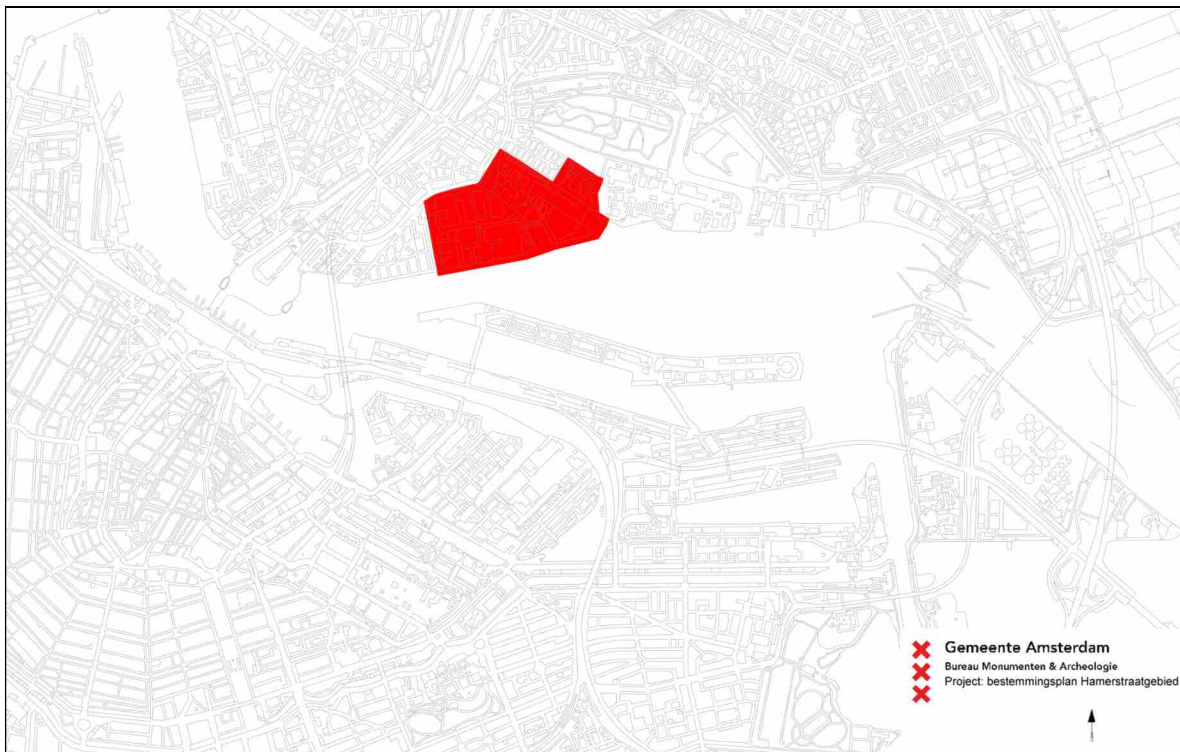 Gemeente Amsterdam
Bureau Monumenten & Archeologie
Project: bestemmingsplan Hamerstraatgebied